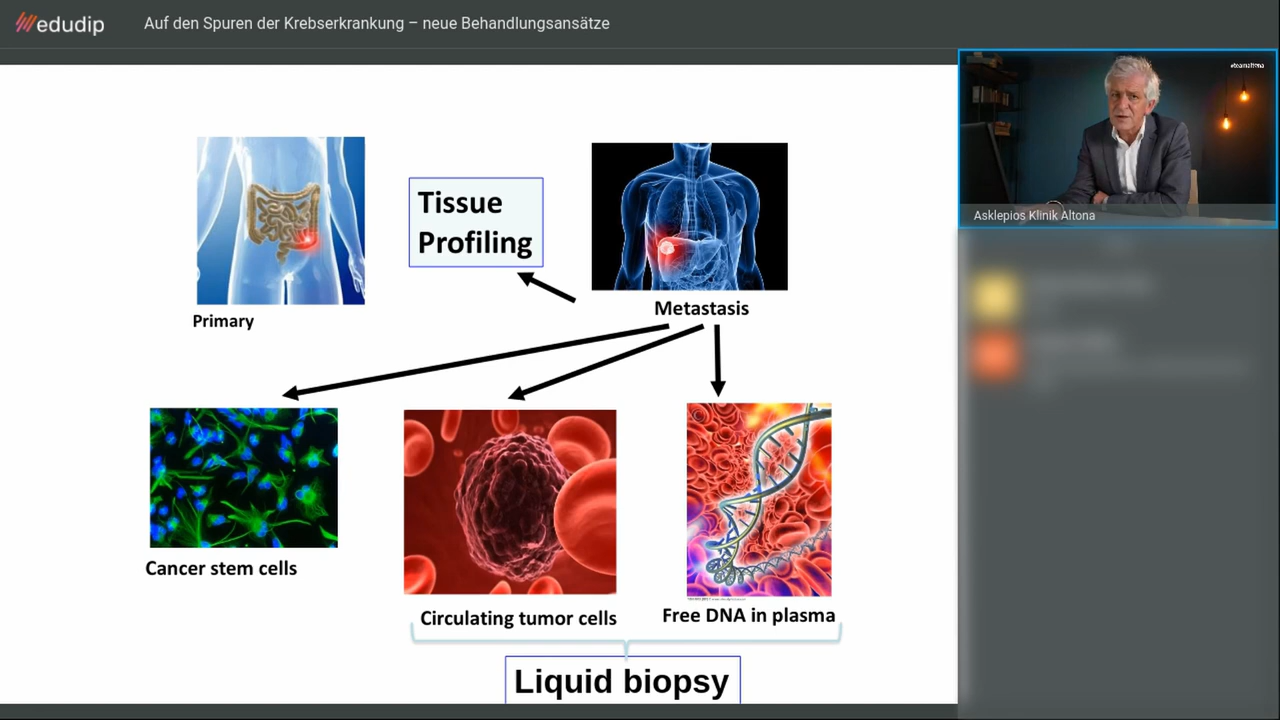 edudip
Auf den Spuren der Krebserkrankung – neue Behandlungsansätze
#teamaltona
Asklepios Klinik Altona
Tissue
Profiling
Primary
Metastasis
Cancer stem cells
Circulating tumor cells
Free DNA in plasma
Liquid biopsy